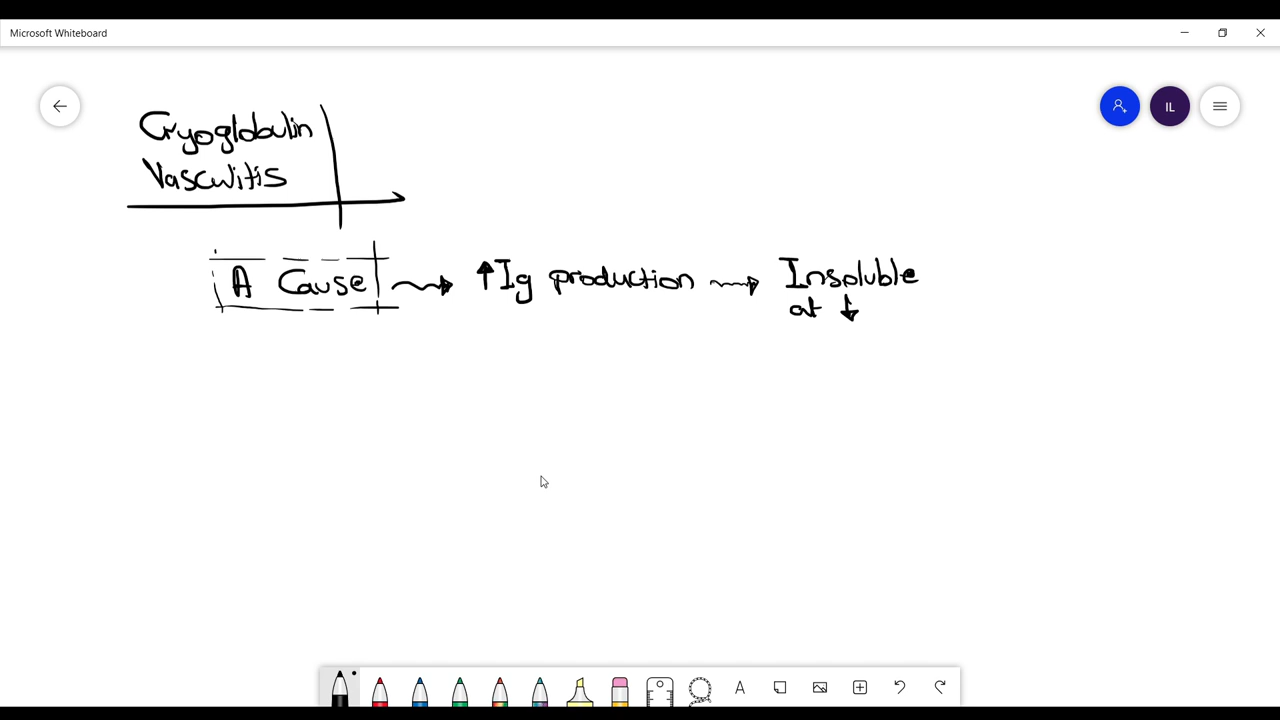 Microsoft Whiteboard
IL
Cryoglobulin
Vasculitis
A Cause ⟿ ↑Ig production ⟿ Insoluble
at ↓
A